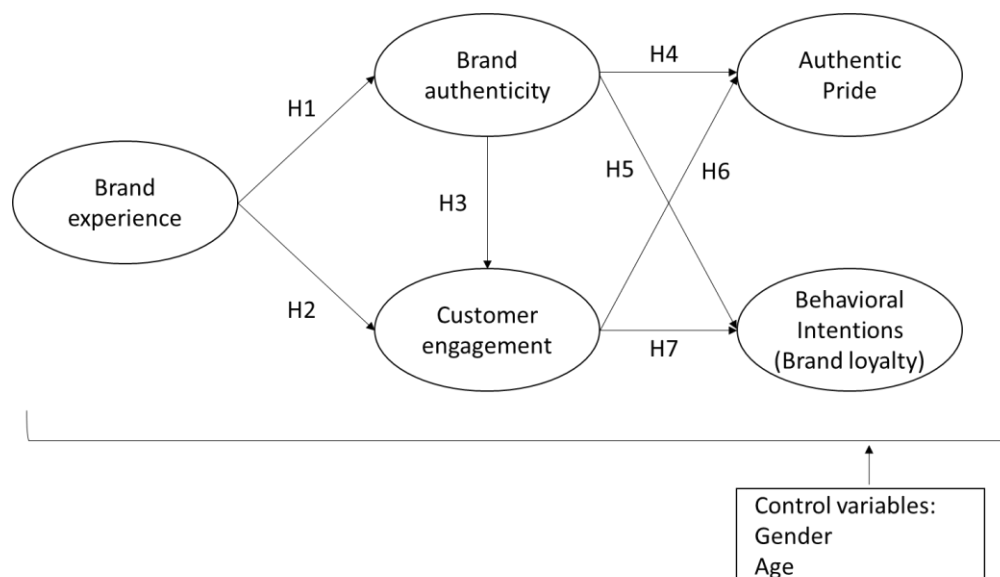 Brand
authenticity
H4
Authentic
Pride
H1
Brand
experience
H3
H5
H6
H2
Customer
engagement
H7
Behavioral
Intentions
(Brand loyalty)
Control variables:
Gender
Age